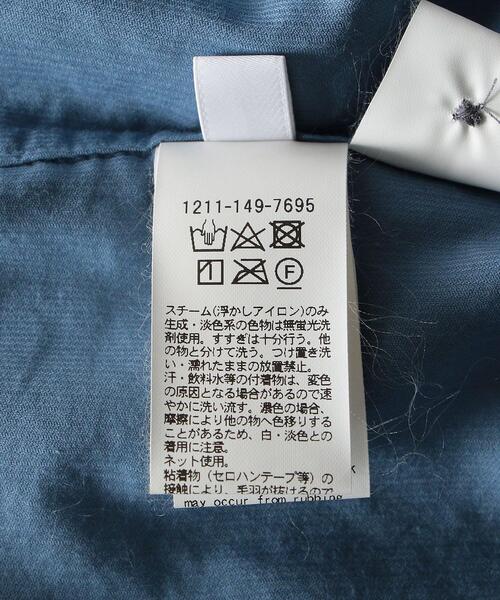 1211-149-7695
F
スチーム(浮かしアイロン)のみ
生成・淡色系の色物は無蛍光洗
剤使用。すすぎは十分行う。他
の物と分けて洗う。つけ置き洗
い・濡れたままの放置禁止。
汗・飲料水等の付着物は、変色
の原因となる場合があるので速
やかに洗い流す。濃色の場合、
摩擦により他の物へ色移りする
ことがあるため、白・淡色との
着用に注意。
ネット使用。
粘着物(セロハンテープ等)の
接触により、毛羽が抜けるので
may occur from rubbing